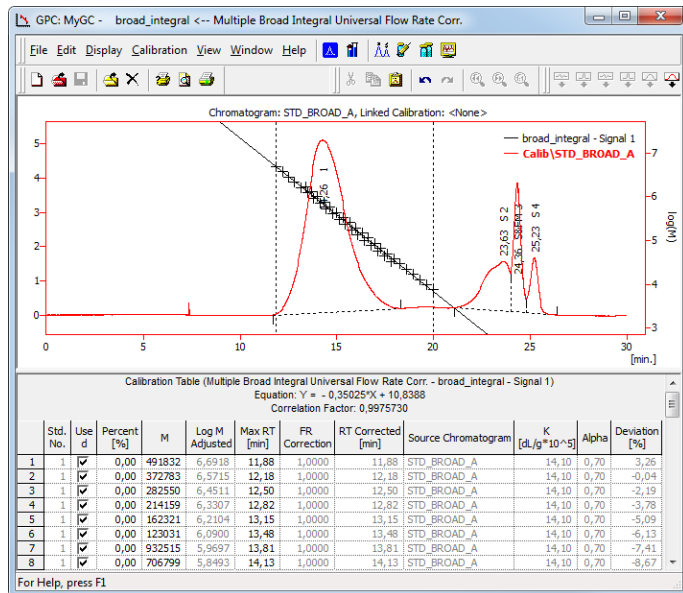 GPC: MyGC - broad_integral <-- Multiple Broad Integral Universal Flow Rate Corr.
File Edit Display Calibration View Window Help
Chromatogram: STD_BROAD_A, Linked Calibration: <None>
broad_integral - Signal 1
Calib\STD_BROAD_A
5
4
3
2
1
0
7
6
5
4
3
log(M)
1
23,63 S 2
24,36 S&FM 3
25,23 S 4
0 5 10 15 20 25 30
[min.]
Calibration Table (Multiple Broad Integral Universal Flow Rate Corr. - broad_integral - Signal 1)
Equation: Y = - 0,35025*X + 10,8388
Correlation Factor: 0,9975730
Std. No. Use d Percent [%] M Log M Adjusted Max RT [min] FR Correction RT Corrected [min] Source Chromatogram K [dL/g*10^5] Alpha Deviation [%]
1 1 0,00 491832 6,6918 11,88 1,0000 11,88 STD_BROAD_A 14,10 0,70 3,26
2 1 0,00 372783 6,5715 12,18 1,0000 12,18 STD_BROAD_A 14,10 0,70 -0,04
3 1 0,00 282550 6,4511 12,50 1,0000 12,50 STD_BROAD_A 14,10 0,70 -2,19
4 1 0,00 214159 6,3307 12,82 1,0000 12,82 STD_BROAD_A 14,10 0,70 -3,78
5 1 0,00 162321 6,2104 13,15 1,0000 13,15 STD_BROAD_A 14,10 0,70 -5,09
6 1 0,00 123031 6,0900 13,48 1,0000 13,48 STD_BROAD_A 14,10 0,70 -6,13
7 1 0,00 932515 5,9697 13,81 1,0000 13,81 STD_BROAD_A 14,10 0,70 -7,41
8 1 0,00 706799 5,8493 14,13 1,0000 14,13 STD_BROAD_A 14,10 0,70 -8,67
For Help, press F1